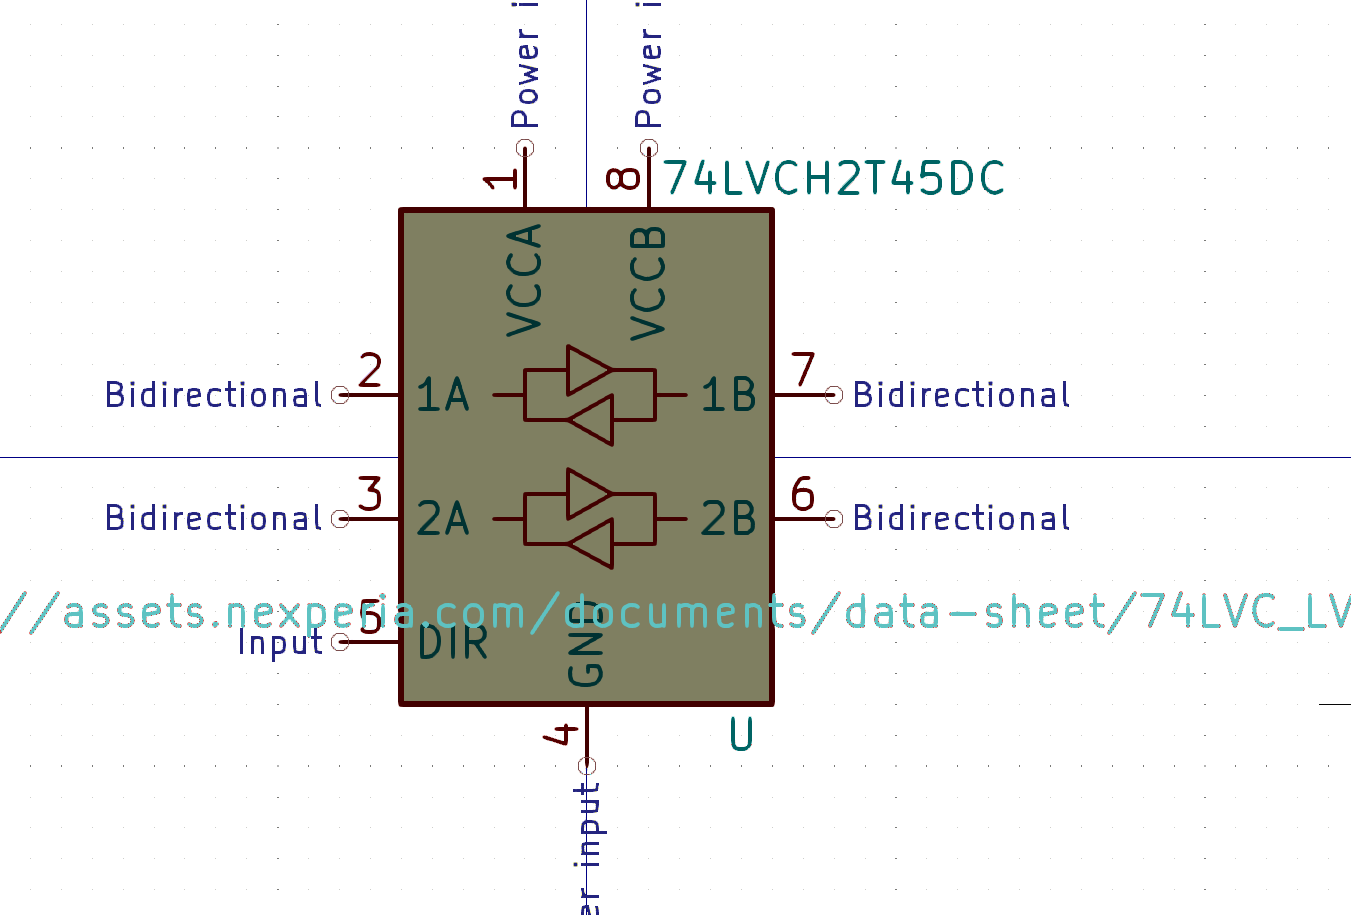 Power i
Power i
1
8
74LVCH2T45DC
VCCA
VCCB
Bidirectional
2
1A
1B
7
Bidirectional
Bidirectional
3
2A
2B
6
Bidirectional
//assets.nexperia.com/documents/data-sheet/74LVC_LV
Input
5
DIR
GND
4
U
er input